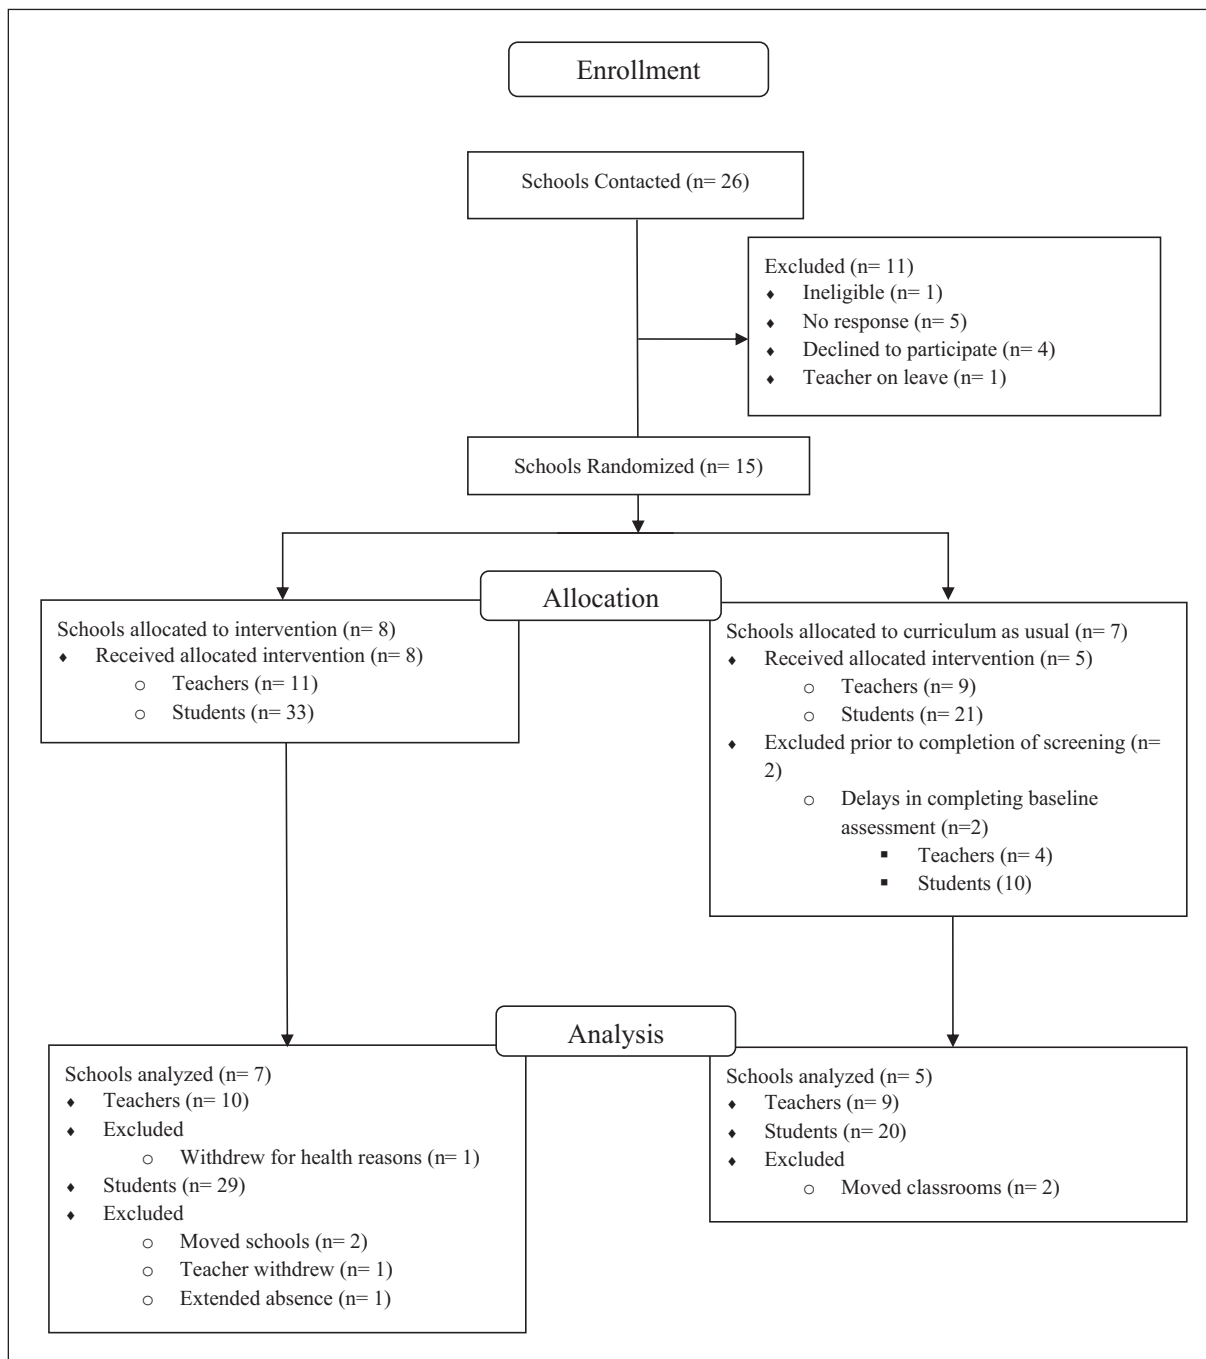 Enrollment
Schools Contacted (n= 26)
Excluded (n= 11)
♦ Ineligible (n= 1)
♦ No response (n= 5)
♦ Declined to participate (n= 4)
♦ Teacher on leave (n= 1)
Schools Randomized (n= 15)
Allocation
Schools allocated to intervention (n= 8)
♦ Received allocated intervention (n= 8)
○ Teachers (n= 11)
○ Students (n= 33)
Schools allocated to curriculum as usual (n= 7)
♦ Received allocated intervention (n= 5)
○ Teachers (n= 9)
○ Students (n= 21)
♦ Excluded prior to completion of screening (n=
2)
○ Delays in completing baseline
assessment (n=2)
▪ Teachers (n= 4)
▪ Students (10)
Analysis
Schools analyzed (n= 7)
♦ Teachers (n= 10)
♦ Excluded
○ Withdrew for health reasons (n= 1)
♦ Students (n= 29)
♦ Excluded
○ Moved schools (n= 2)
○ Teacher withdrew (n= 1)
○ Extended absence (n= 1)
Schools analyzed (n= 5)
♦ Teachers (n= 9)
♦ Students (n= 20)
♦ Excluded
○ Moved classrooms (n= 2)